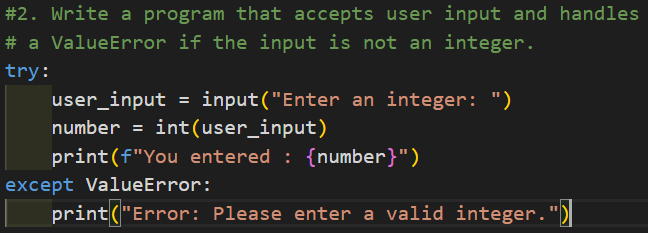 #2. Write a program that accepts user input and handles
# a ValueError if the input is not an integer.
try:
    user_input = input("Enter an integer: ")
    number = int(user_input)
    print(f"You entered : {number}")
except ValueError:
    print("Error: Please enter a valid integer.")